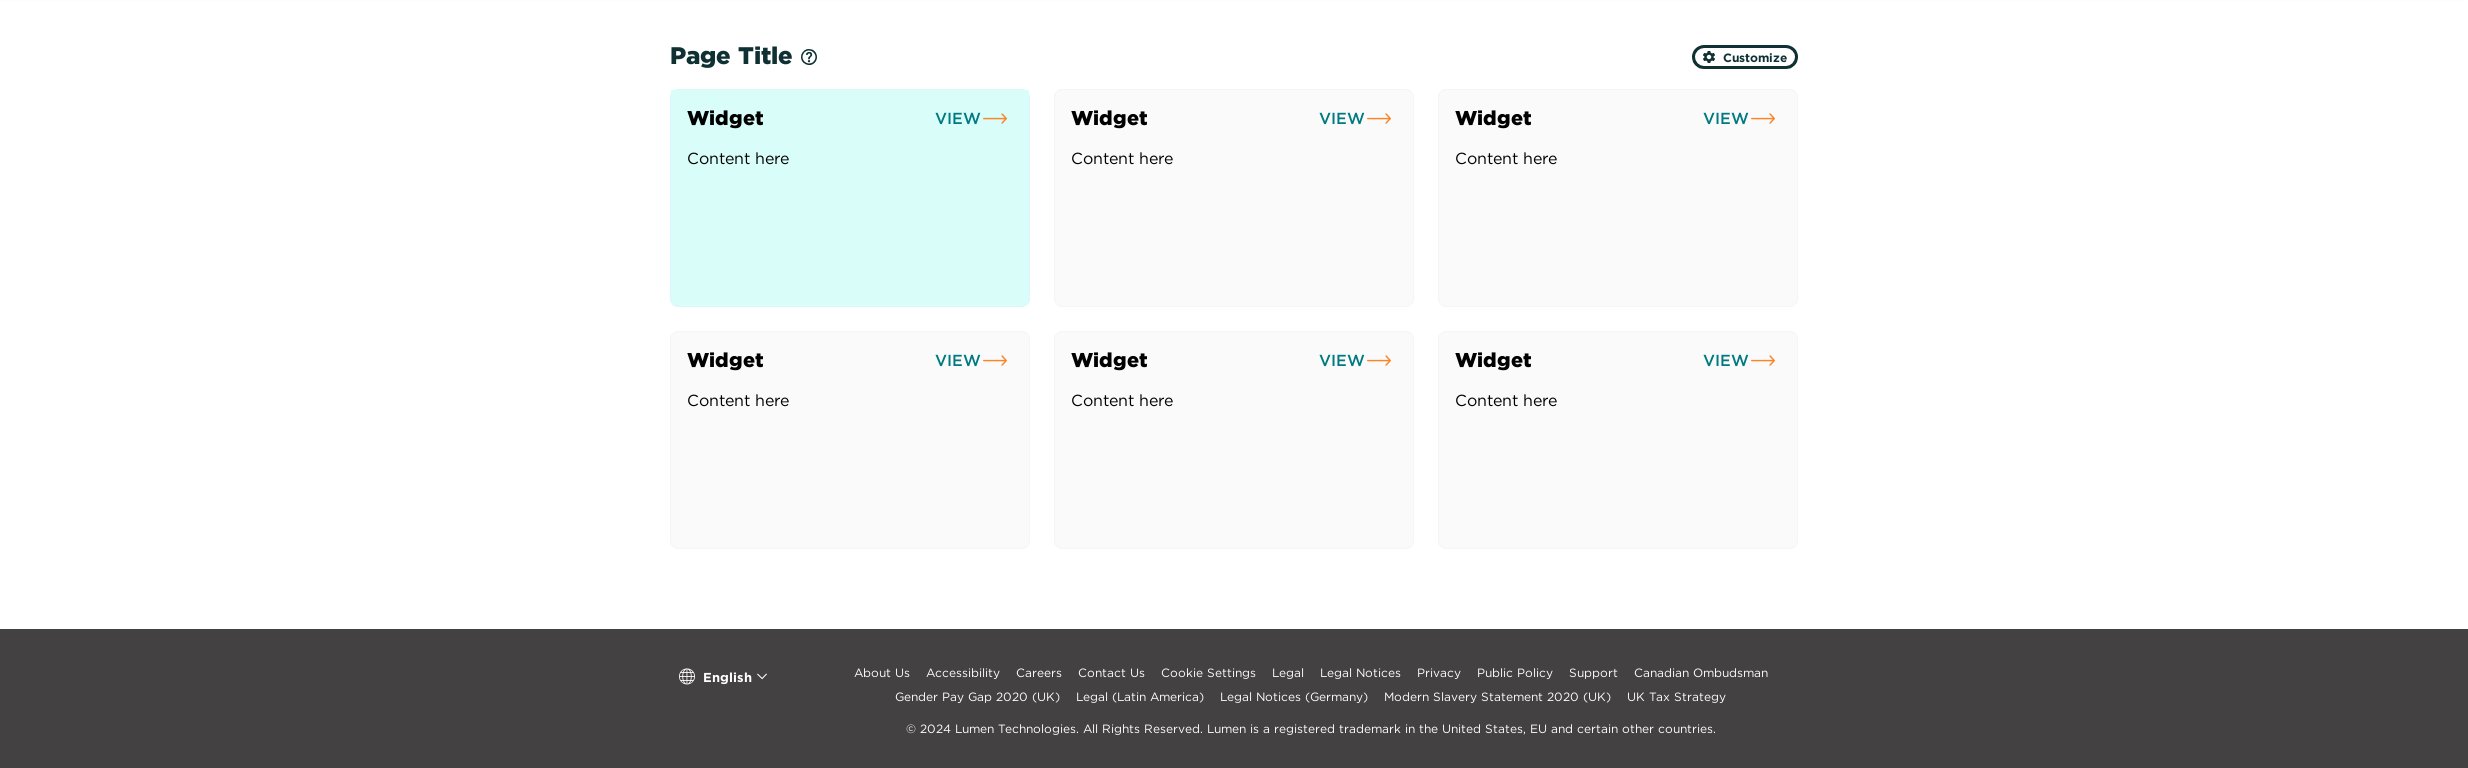 Page Title
Customize
Widget VIEW
Content here
Widget VIEW
Content here
Widget VIEW
Content here
Widget VIEW
Content here
Widget VIEW
Content here
Widget VIEW
Content here
English
About Us Accessibility Careers Contact Us Cookie Settings Legal Legal Notices Privacy Public Policy Support Canadian Ombudsman
Gender Pay Gap 2020 (UK) Legal (Latin America) Legal Notices (Germany) Modern Slavery Statement 2020 (UK) UK Tax Strategy
© 2024 Lumen Technologies. All Rights Reserved. Lumen is a registered trademark in the United States, EU and certain other countries.